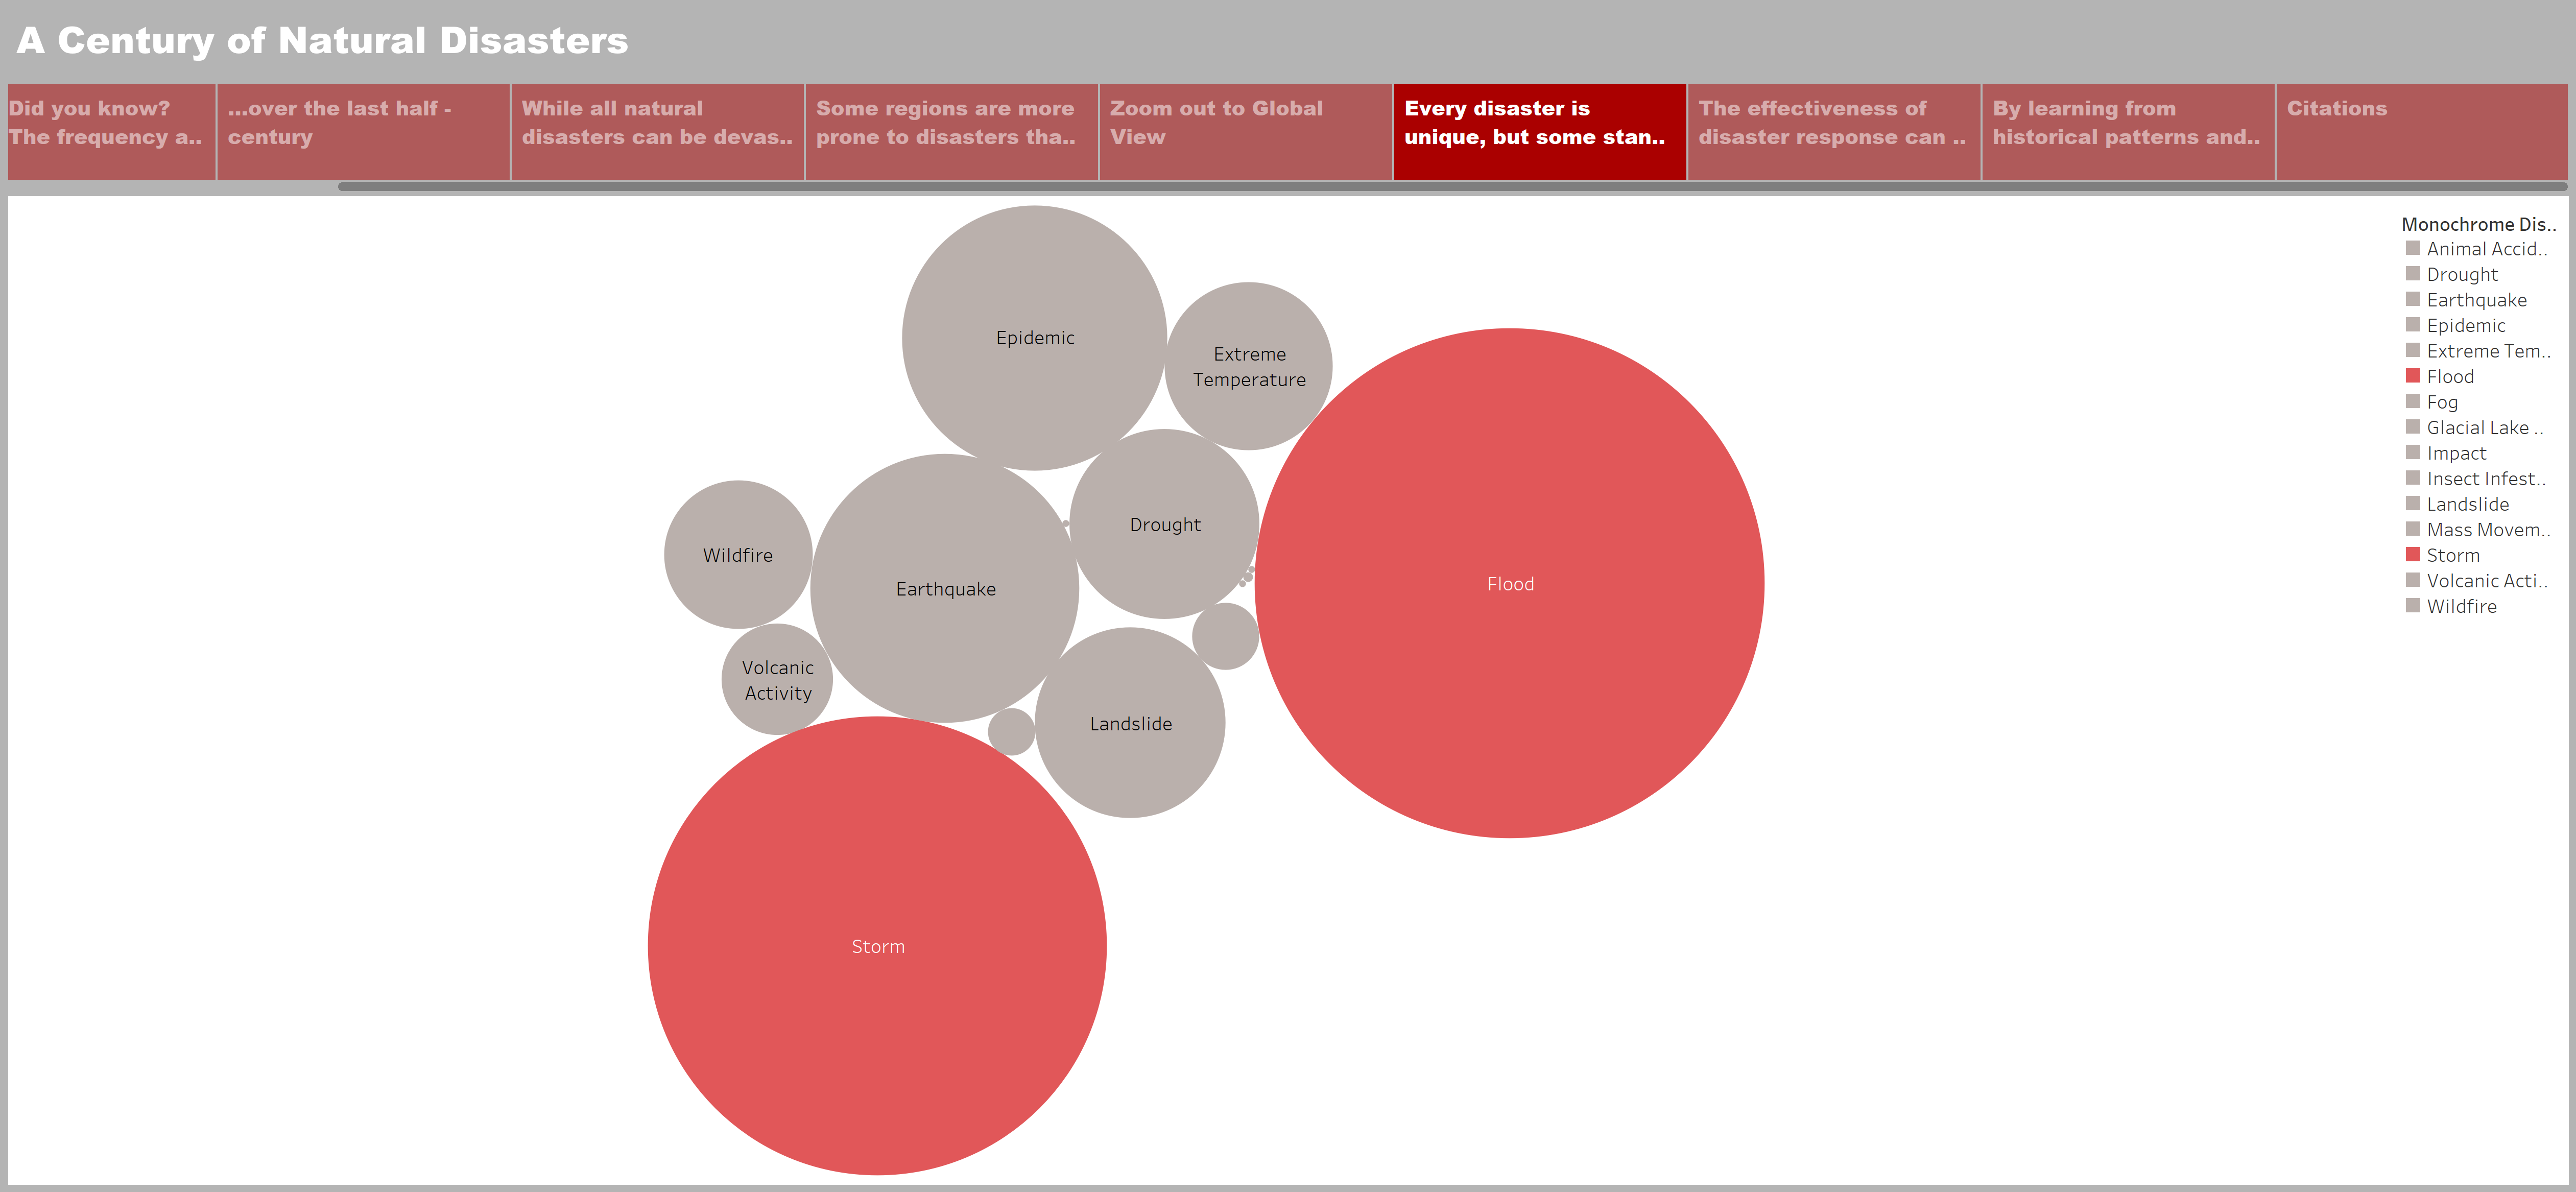 A Century of Natural Disasters
Did you know?
The frequency a..
...over the last half -
century
While all natural
disasters can be devas..
Some regions are more
prone to disasters tha..
Zoom out to Global
View
Every disaster is
unique, but some stan..
The effectiveness of
disaster response can ..
By learning from
historical patterns and..
Citations
Epidemic
Extreme
Temperature
Drought
Wildfire
Earthquake
Flood
Volcanic
Activity
Landslide
Storm
Monochrome Dis..
Animal Accid..
Drought
Earthquake
Epidemic
Extreme Tem..
Flood
Fog
Glacial Lake ..
Impact
Insect Infest..
Landslide
Mass Movem..
Storm
Volcanic Acti..
Wildfire